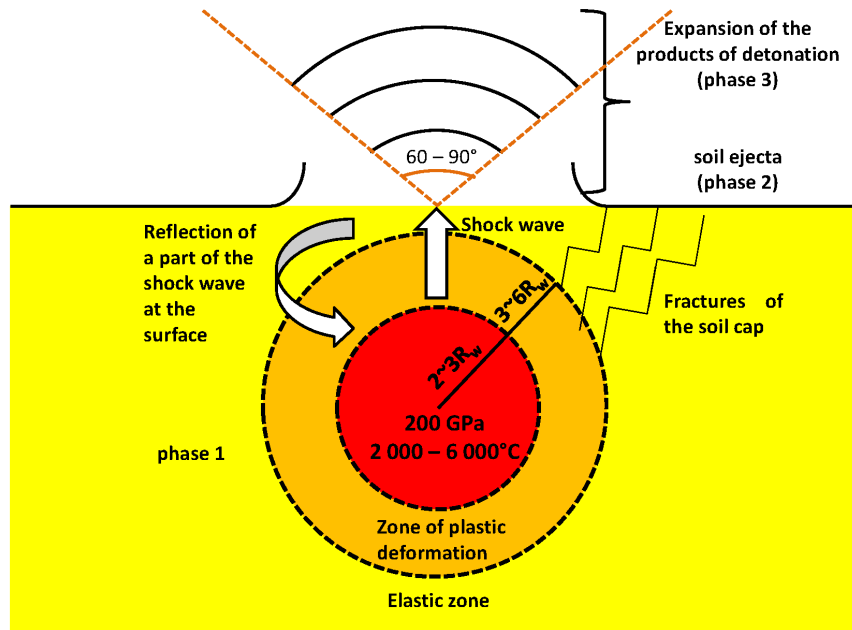 Expansion of the
products of detonation
(phase 3)
60 – 90°
soil ejecta
(phase 2)
Reflection of
a part of the
shock wave
at the
surface
Shock wave
Fractures of
the soil cap
3~6Rw
2~3Rw
200 GPa
2 000 – 6 000°C
phase 1
Zone of plastic
deformation
Elastic zone